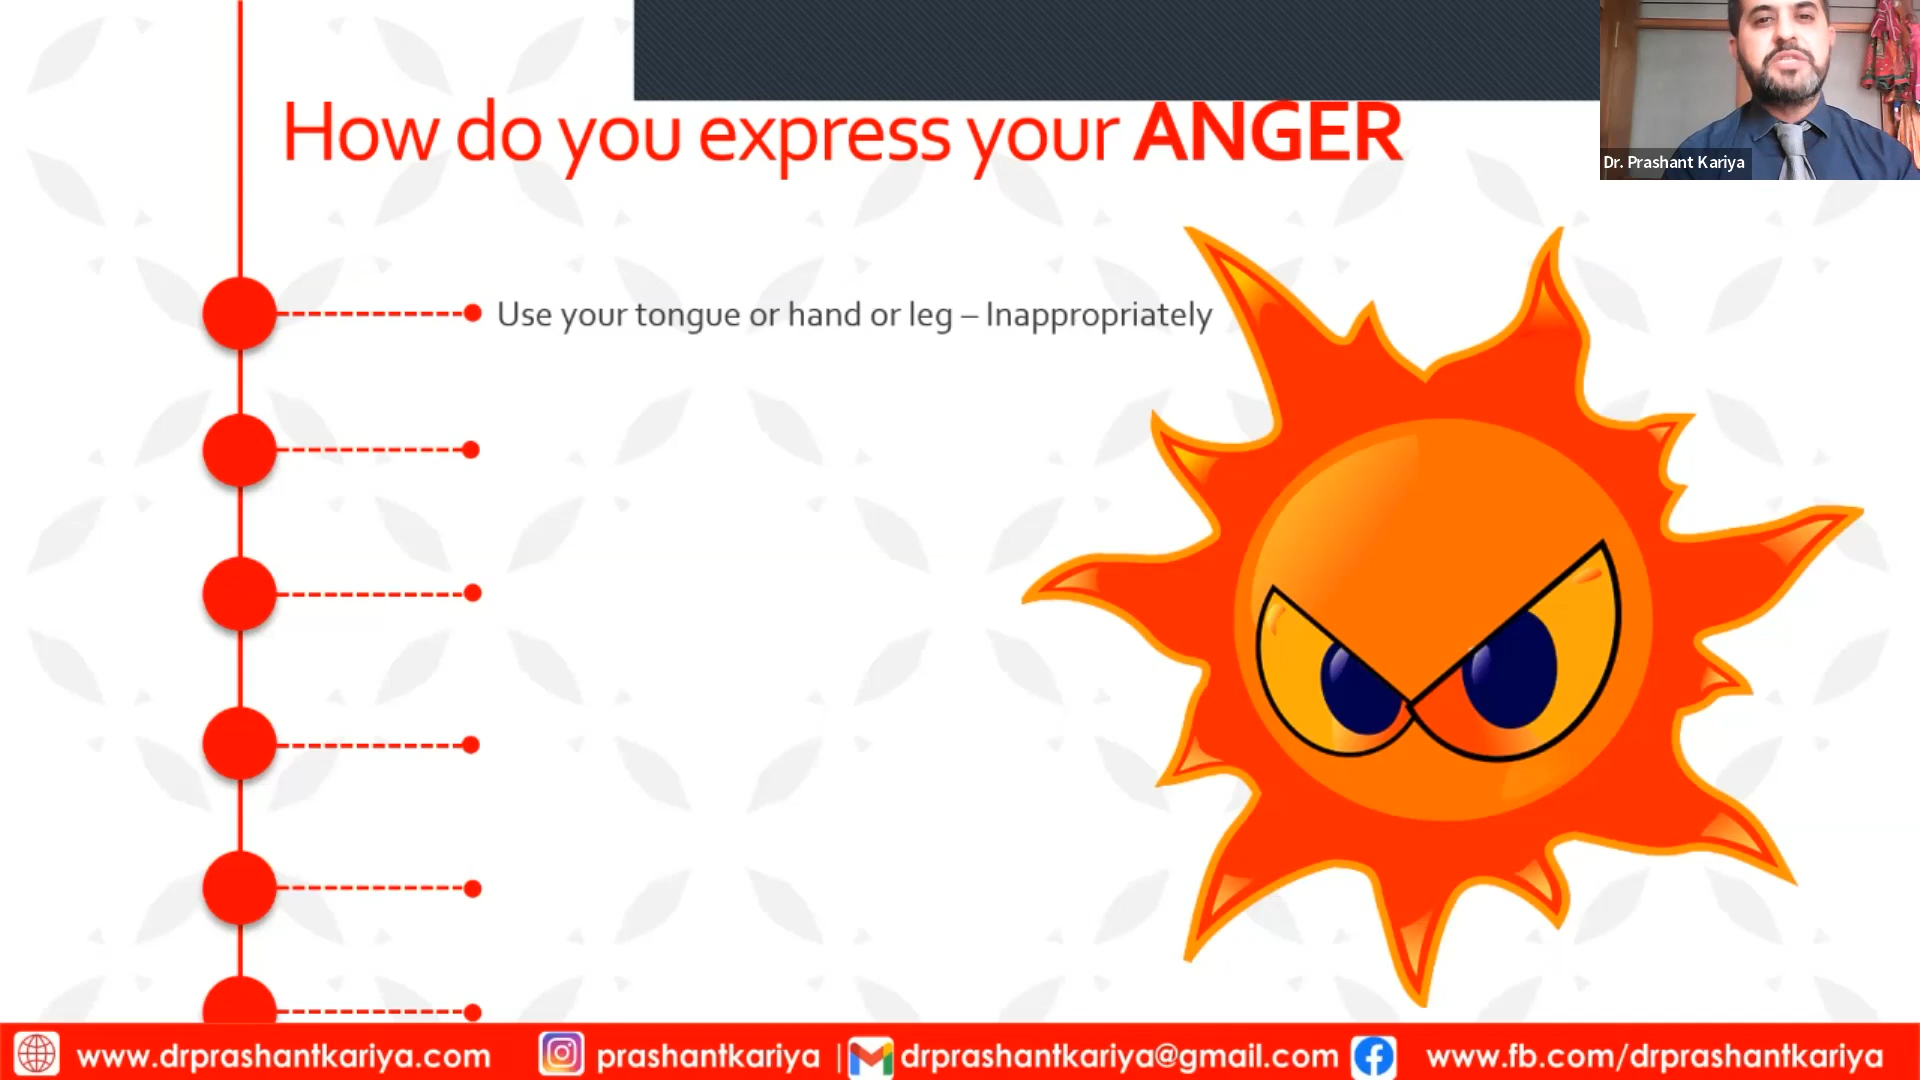 How do you express your ANGER
Dr. Prashant Kariya
Use your tongue or hand or leg – Inappropriately
www.drprashantkariya.com prashantkariya | drprashantkariya@gmail.com www.fb.com/drprashantkariya